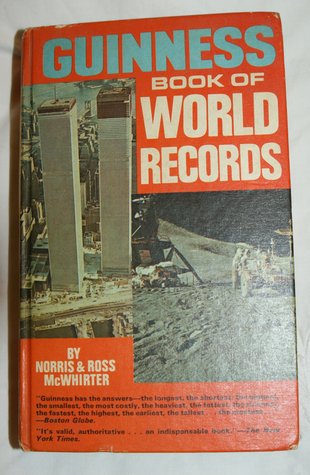 GUINNESS
BOOK OF
WORLD
RECORDS
BY
NORRIS & ROSS
McWHIRTER
"Guinness has the answers—the longest, the shortest, the
the smallest, the most costly, the heaviest, the
the fastest, the highest, the earliest, the tallest . . . the
—Boston Globe.
"It's valid, authoritative . . . an indispensable book."—The New
York Times.